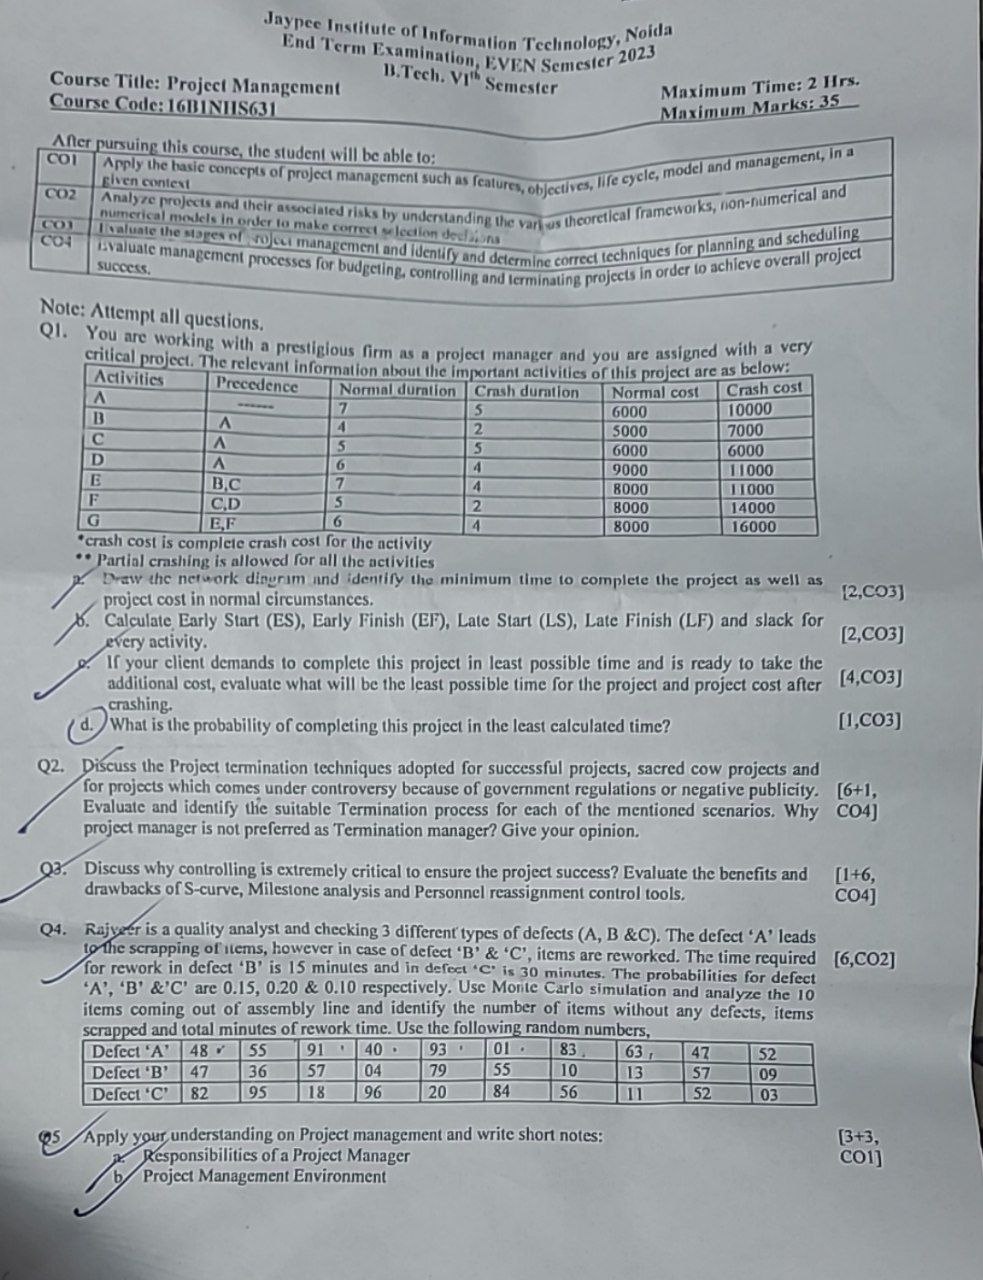 Jaypee Institute of Information Technology, Noida
End Term Examination, EVEN Semester 2023
B.Tech. VIth Semester
Course Title: Project Management
Course Code: 16B1NHS631
Maximum Time: 2 Hrs.
Maximum Marks: 35
After pursuing this course, the student will be able to:
CO1 Apply the basic concepts of project management such as features, objectives, life cycle, model and management, in a
given context
CO2 Analyze projects and their associated risks by understanding the various theoretical frameworks, non-numerical and
numerical models in order to make correct selection decisions
CO3 Evaluate the stages of project management and identify and determine correct techniques for planning and scheduling
CO4 Evaluate management processes for budgeting, controlling and terminating projects in order to achieve overall project
success.
Note: Attempt all questions.
Q1. You are working with a prestigious firm as a project manager and you are assigned with a very
critical project. The relevant information about the important activities of this project are as below:
Activities Precedence Normal duration Crash duration Normal cost Crash cost
A ------ 7 5 6000 10000
B A 4 2 5000 7000
C A 5 5 6000 6000
D A 6 4 9000 11000
E B,C 7 4 8000 11000
F C,D 5 2 8000 14000
G E,F 6 4 8000 16000
*crash cost is complete crash cost for the activity
** Partial crashing is allowed for all the activities
a. Draw the network diagram and identify the minimum time to complete the project as well as
project cost in normal circumstances. [2,CO3]
b. Calculate Early Start (ES), Early Finish (EF), Late Start (LS), Late Finish (LF) and slack for
every activity. [2,CO3]
c. If your client demands to complete this project in least possible time and is ready to take the
additional cost, evaluate what will be the least possible time for the project and project cost after [4,CO3]
crashing.
d. What is the probability of completing this project in the least calculated time? [1,CO3]
Q2. Discuss the Project termination techniques adopted for successful projects, sacred cow projects and
for projects which comes under controversy because of government regulations or negative publicity. [6+1,
Evaluate and identify the suitable Termination process for each of the mentioned scenarios. Why CO4]
project manager is not preferred as Termination manager? Give your opinion.
Q3. Discuss why controlling is extremely critical to ensure the project success? Evaluate the benefits and [1+6,
drawbacks of S-curve, Milestone analysis and Personnel reassignment control tools. CO4]
Q4. Rajveer is a quality analyst and checking 3 different types of defects (A, B &C). The defect ‘A’ leads
to the scrapping of items, however in case of defect ‘B’ & ‘C’, items are reworked. The time required [6,CO2]
for rework in defect ‘B’ is 15 minutes and in defect ‘C’ is 30 minutes. The probabilities for defect
‘A’, ‘B’ &’C’ are 0.15, 0.20 & 0.10 respectively. Use Monte Carlo simulation and analyze the 10
items coming out of assembly line and identify the number of items without any defects, items
scrapped and total minutes of rework time. Use the following random numbers,
Defect ‘A’ 48 55 91 40 93 01 83 63 47 52
Defect ‘B’ 47 36 57 04 79 55 10 13 57 09
Defect ‘C’ 82 95 18 96 20 84 56 11 52 03
Q5 Apply your understanding on Project management and write short notes: [3+3,
a. Responsibilities of a Project Manager CO1]
b. Project Management Environment